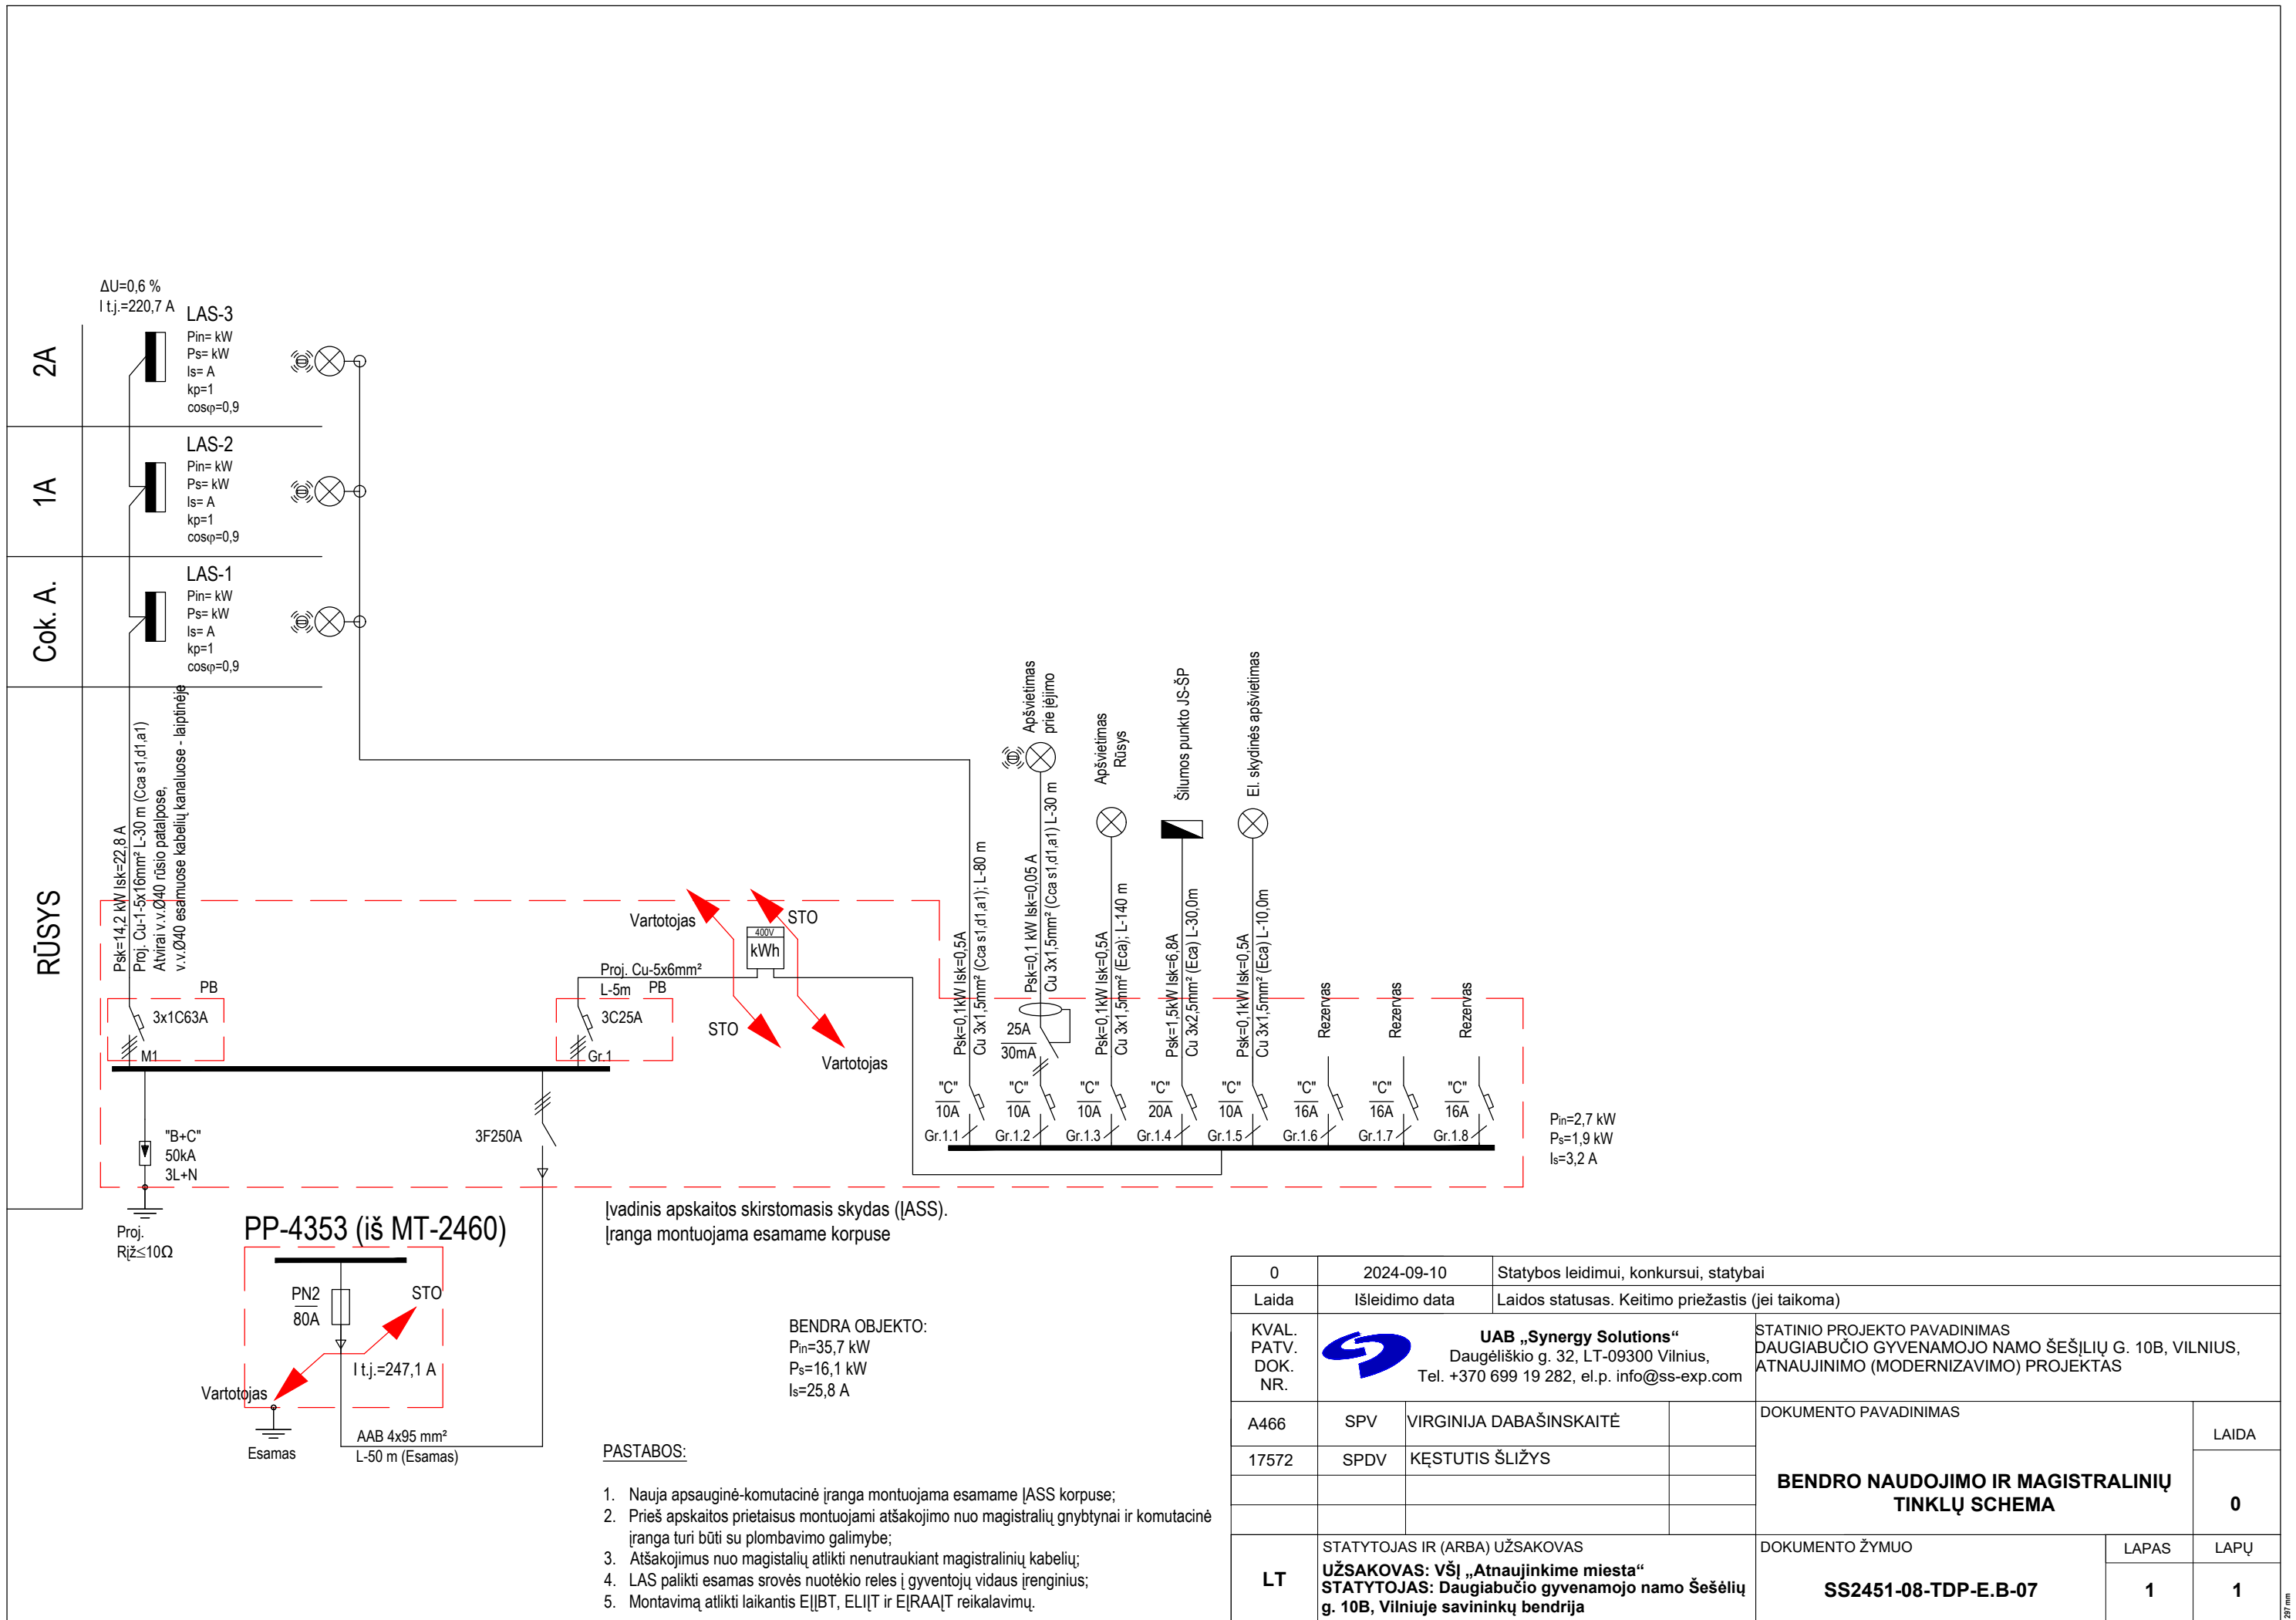 ΔU=0,6 %
I t.j.=220,7 A
2A
LAS-3
Pin= kW
Ps= kW
Is= A
kp=1
cosφ=0,9
1A
LAS-2
Pin= kW
Ps= kW
Is= A
kp=1
cosφ=0,9
Cok. A.
LAS-1
Pin= kW
Ps= kW
Is= A
kp=1
cosφ=0,9
RŪSYS
Psk=14,2 kW Isk=22,8 A
Proj. Cu-1-5x16mm² L-30 m (Cca s1,d1,a1)
Atvirai v.v.Ø40 rūsio patalpose,
v.v.Ø40 esamuose kabelių kanaluose - laiptinėje
PB
3x1C63A
M1
Proj. Cu-5x6mm²
L-5m
PB
3C25A
Gr.1
Vartotojas
STO
400V
kWh
STO
Vartotojas
"B+C"
50kA
3L+N
Proj.
Rįž≤10Ω
3F250A
Psk=0,1kW Isk=0,5A
Cu 3x1,5mm² (Cca s1,d1,a1); L-80 m
"C"
10A
Gr.1.1
Apšvietimas
prie įėjimo
Psk=0,1 kW Isk=0,05 A
Cu 3x1,5mm² (Cca s1,d1,a1) L-30 m
25A
30mA
"C"
10A
Gr.1.2
Apšvietimas
Rūsys
Psk=0,1kW Isk=0,5A
Cu 3x1,5mm² (Eca); L-140 m
"C"
10A
Gr.1.3
Šilumos punkto JS-ŠP
Psk=1,5kW Isk=6,8A
Cu 3x2,5mm² (Eca) L-30,0m
"C"
20A
Gr.1.4
El. skydinės apšvietimas
Psk=0,1kW Isk=0,5A
Cu 3x1,5mm² (Eca) L-10,0m
"C"
10A
Gr.1.5
Rezervas
"C"
16A
Gr.1.6
Rezervas
"C"
16A
Gr.1.7
Rezervas
"C"
16A
Gr.1.8
Pin=2,7 kW
Ps=1,9 kW
Is=3,2 A
Įvadinis apskaitos skirstomasis skydas (ĮASS).
Įranga montuojama esamame korpuse
PP-4353 (iš MT-2460)
PN2
80A
STO
I t.j.=247,1 A
Vartotojas
Esamas
AAB 4x95 mm²
L-50 m (Esamas)
BENDRA OBJEKTO:
Pin=35,7 kW
Ps=16,1 kW
Is=25,8 A
PASTABOS:
1. Nauja apsauginė-komutacinė įranga montuojama esamame ĮASS korpuse;
2. Prieš apskaitos prietaisus montuojami atšakojimo nuo magistralių gnybtynai ir komutacinė
įranga turi būti su plombavimo galimybe;
3. Atšakojimus nuo magistalių atlikti nenutraukiant magistralinių kabelių;
4. LAS palikti esamas srovės nuotėkio reles į gyventojų vidaus įrenginius;
5. Montavimą atlikti laikantis EĮĮBT, ELIĮT ir EĮRAAĮT reikalavimų.
0 2024-09-10 Statybos leidimui, konkursui, statybai
Laida Išleidimo data Laidos statusas. Keitimo priežastis (jei taikoma)
KVAL.
PATV.
DOK.
NR.
UAB „Synergy Solutions“
Daugėliškio g. 32, LT-09300 Vilnius,
Tel. +370 699 19 282, el.p. info@ss-exp.com
STATINIO PROJEKTO PAVADINIMAS
DAUGIABUČIO GYVENAMOJO NAMO ŠEŠĮLIŲ G. 10B, VILNIUS,
ATNAUJINIMO (MODERNIZAVIMO) PROJEKTAS
A466 SPV VIRGINIJA DABAŠINSKAITĖ
17572 SPDV KĘSTUTIS ŠLIŽYS
DOKUMENTO PAVADINIMAS
BENDRO NAUDOJIMO IR MAGISTRALINIŲ
TINKLŲ SCHEMA
LAIDA
0
LT
STATYTOJAS IR (ARBA) UŽSAKOVAS
UŽSAKOVAS: VŠĮ „Atnaujinkime miesta“
STATYTOJAS: Daugiabučio gyvenamojo namo Šešėlių
g. 10B, Vilniuje savininkų bendrija
DOKUMENTO ŽYMUO
SS2451-08-TDP-E.B-07
LAPAS
1
LAPŲ
1
297 mm